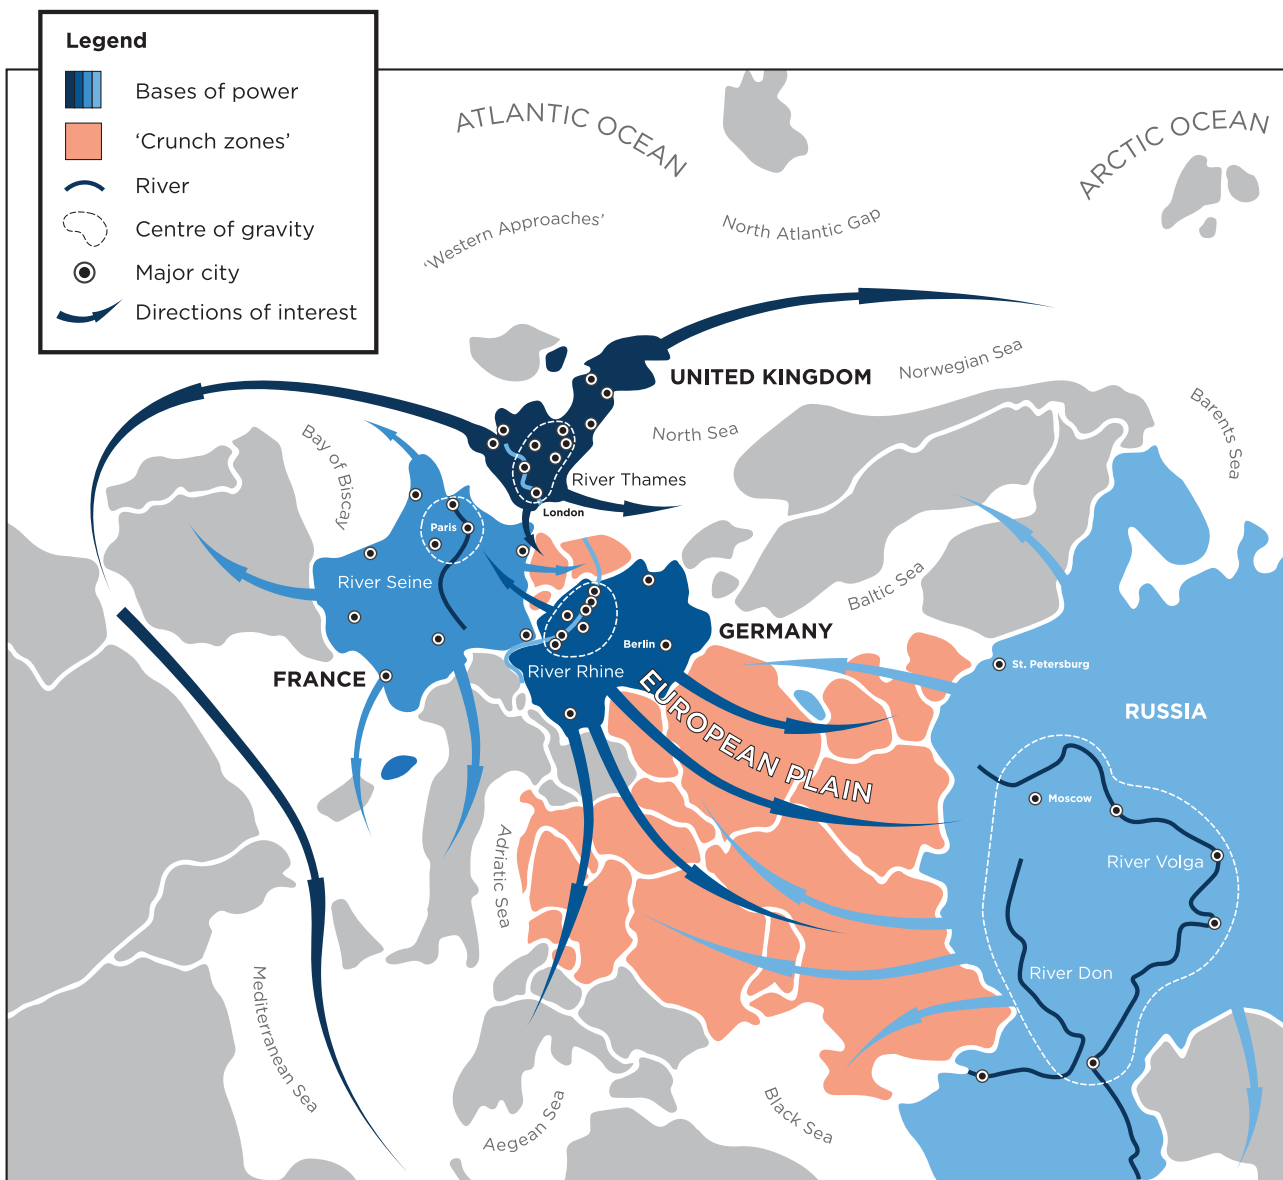 Legend
Bases of power
'Crunch zones'
River
Centre of gravity
Major city
Directions of interest
ATLANTIC OCEAN
ARCTIC OCEAN
'Western Approaches'
North Atlantic Gap
Norwegian Sea
Barents Sea
UNITED KINGDOM
North Sea
Bay of Biscay
River Thames
London
Paris
River Seine
Baltic Sea
FRANCE
GERMANY
Berlin
River Rhine
St. Petersburg
RUSSIA
EUROPEAN PLAIN
Moscow
River Volga
River Don
Adriatic Sea
Mediterranean Sea
Aegean Sea
Black Sea